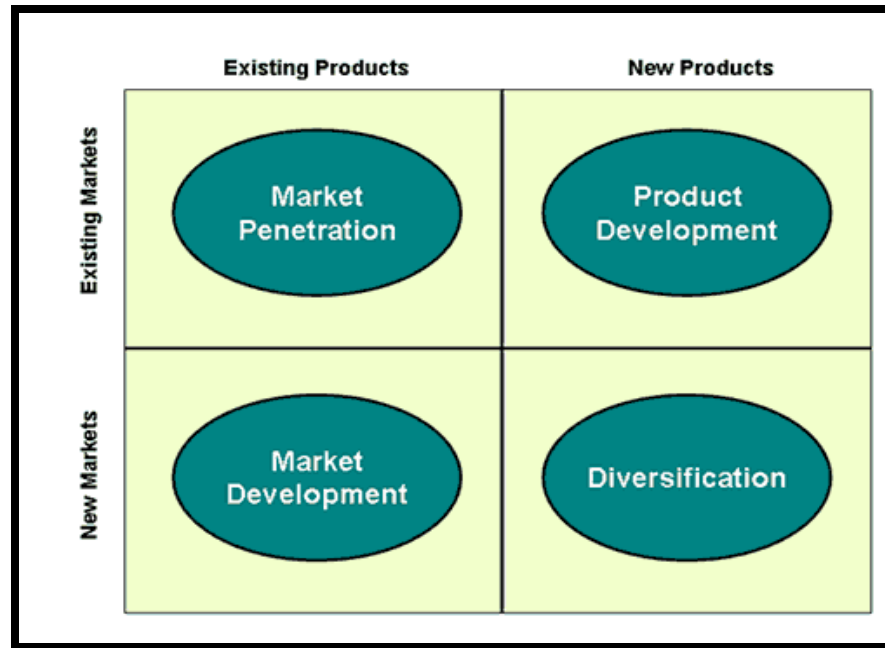 Existing Products
New Products
Existing Markets
Market
Penetration
Product
Development
New Markets
Market
Development
Diversification